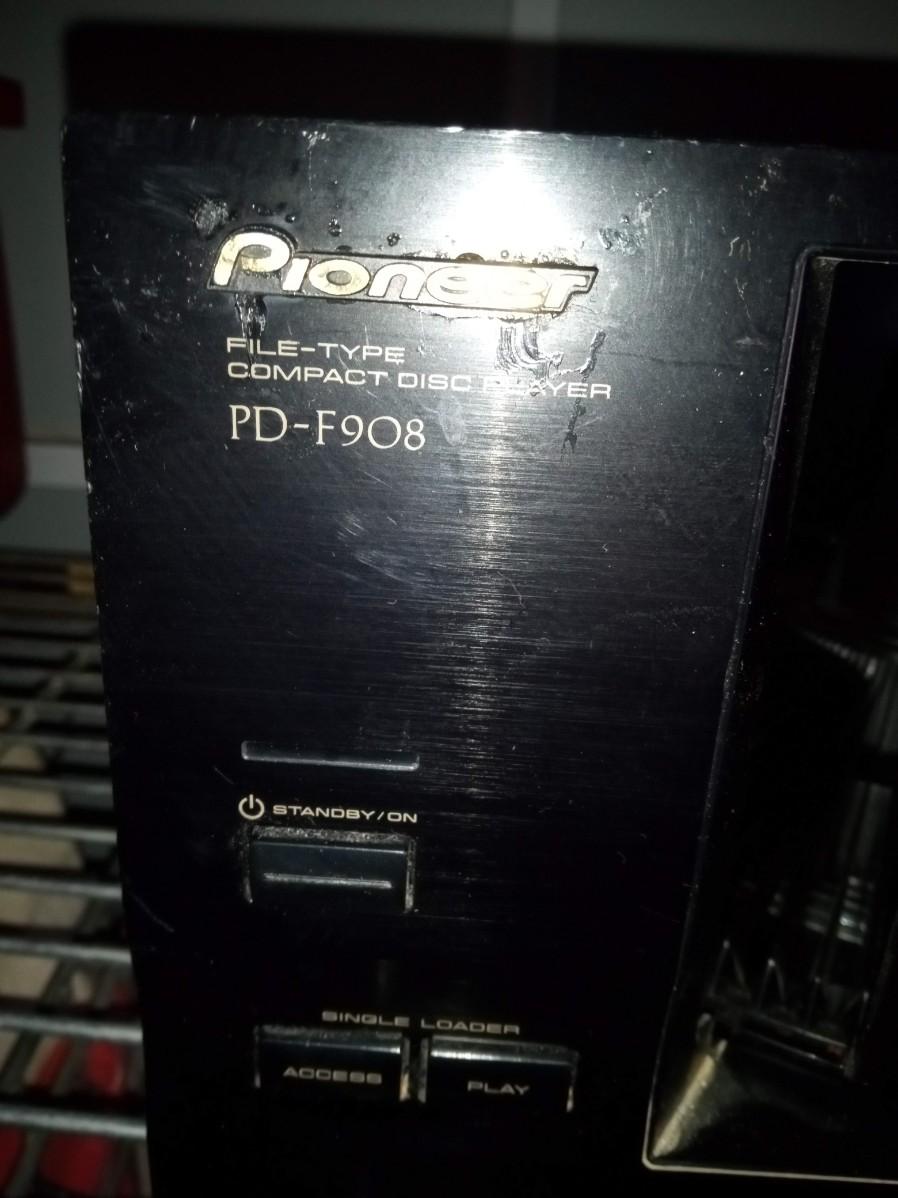 Pioneer
FILE-TYPE
COMPACT DISC PLAYER
PD-F908
STANDBY/ON
SINGLE LOADER
ACCESS
PLAY